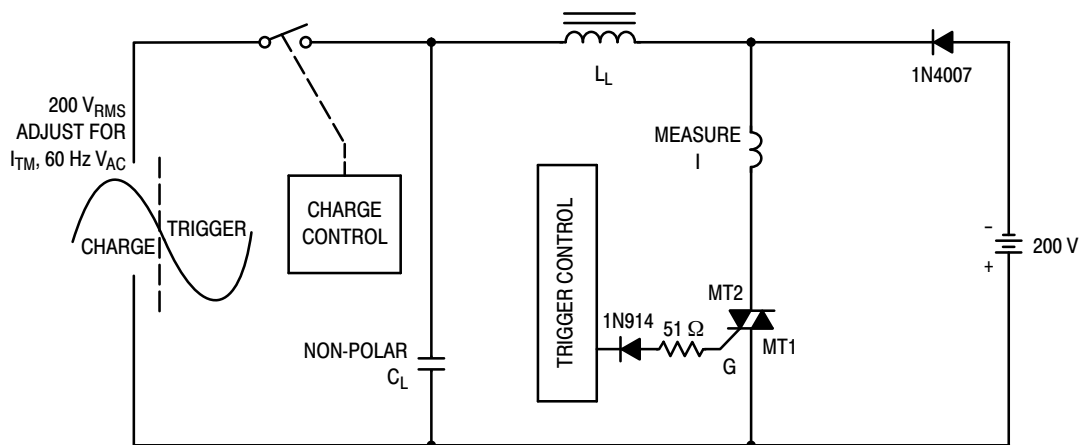 200 V_RMS
ADJUST FOR
I_TM, 60 Hz V_AC
CHARGE
TRIGGER
CHARGE
CONTROL
NON-POLAR
C_L
L_L
MEASURE
I
TRIGGER CONTROL
1N914
51 Ω
G
MT2
MT1
1N4007
-
+
200 V